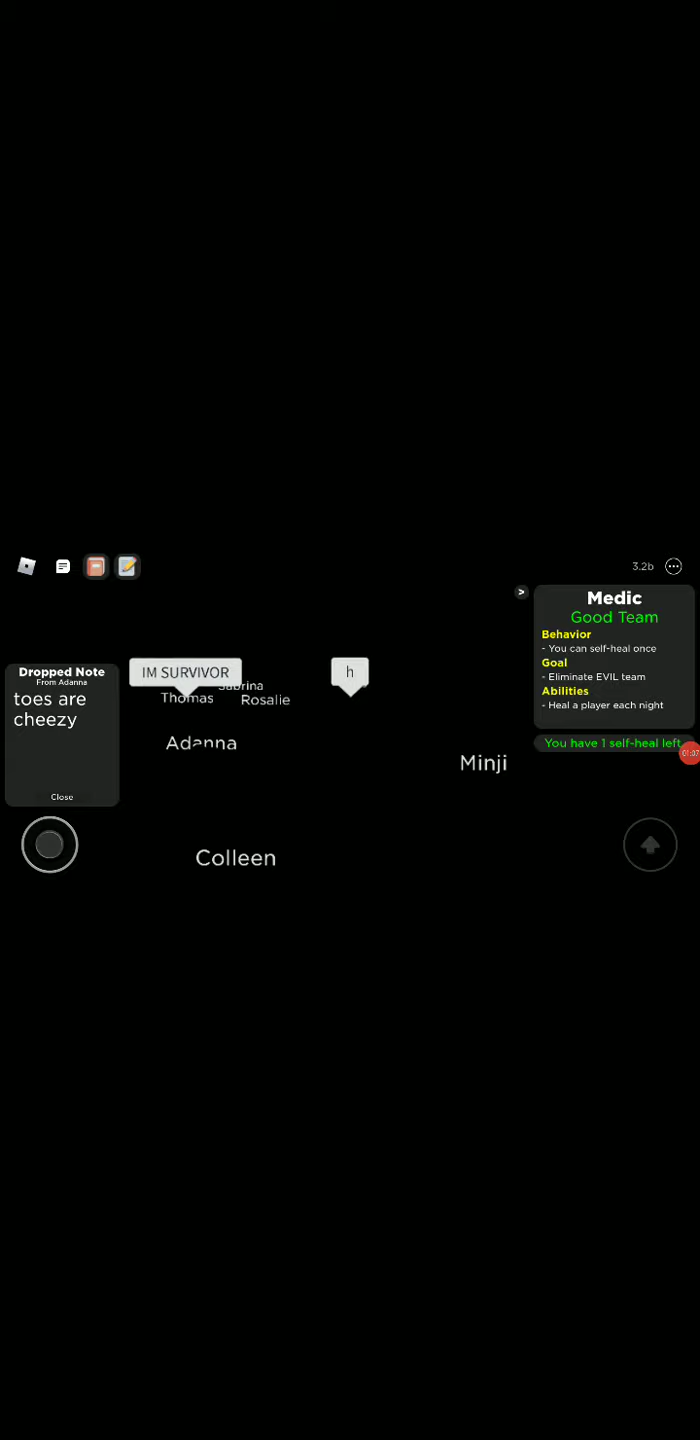 3.2b
>
Medic
Good Team
Behavior
- You can self-heal once
Goal
- Eliminate EVIL team
Abilities
- Heal a player each night
You have 1 self-heal left
01:07
Dropped Note
From Adanna
toes are
cheezy
Close
IM SURVIVOR
h
Sabrina
Thomas
Rosalie
Adanna
Minji
Colleen